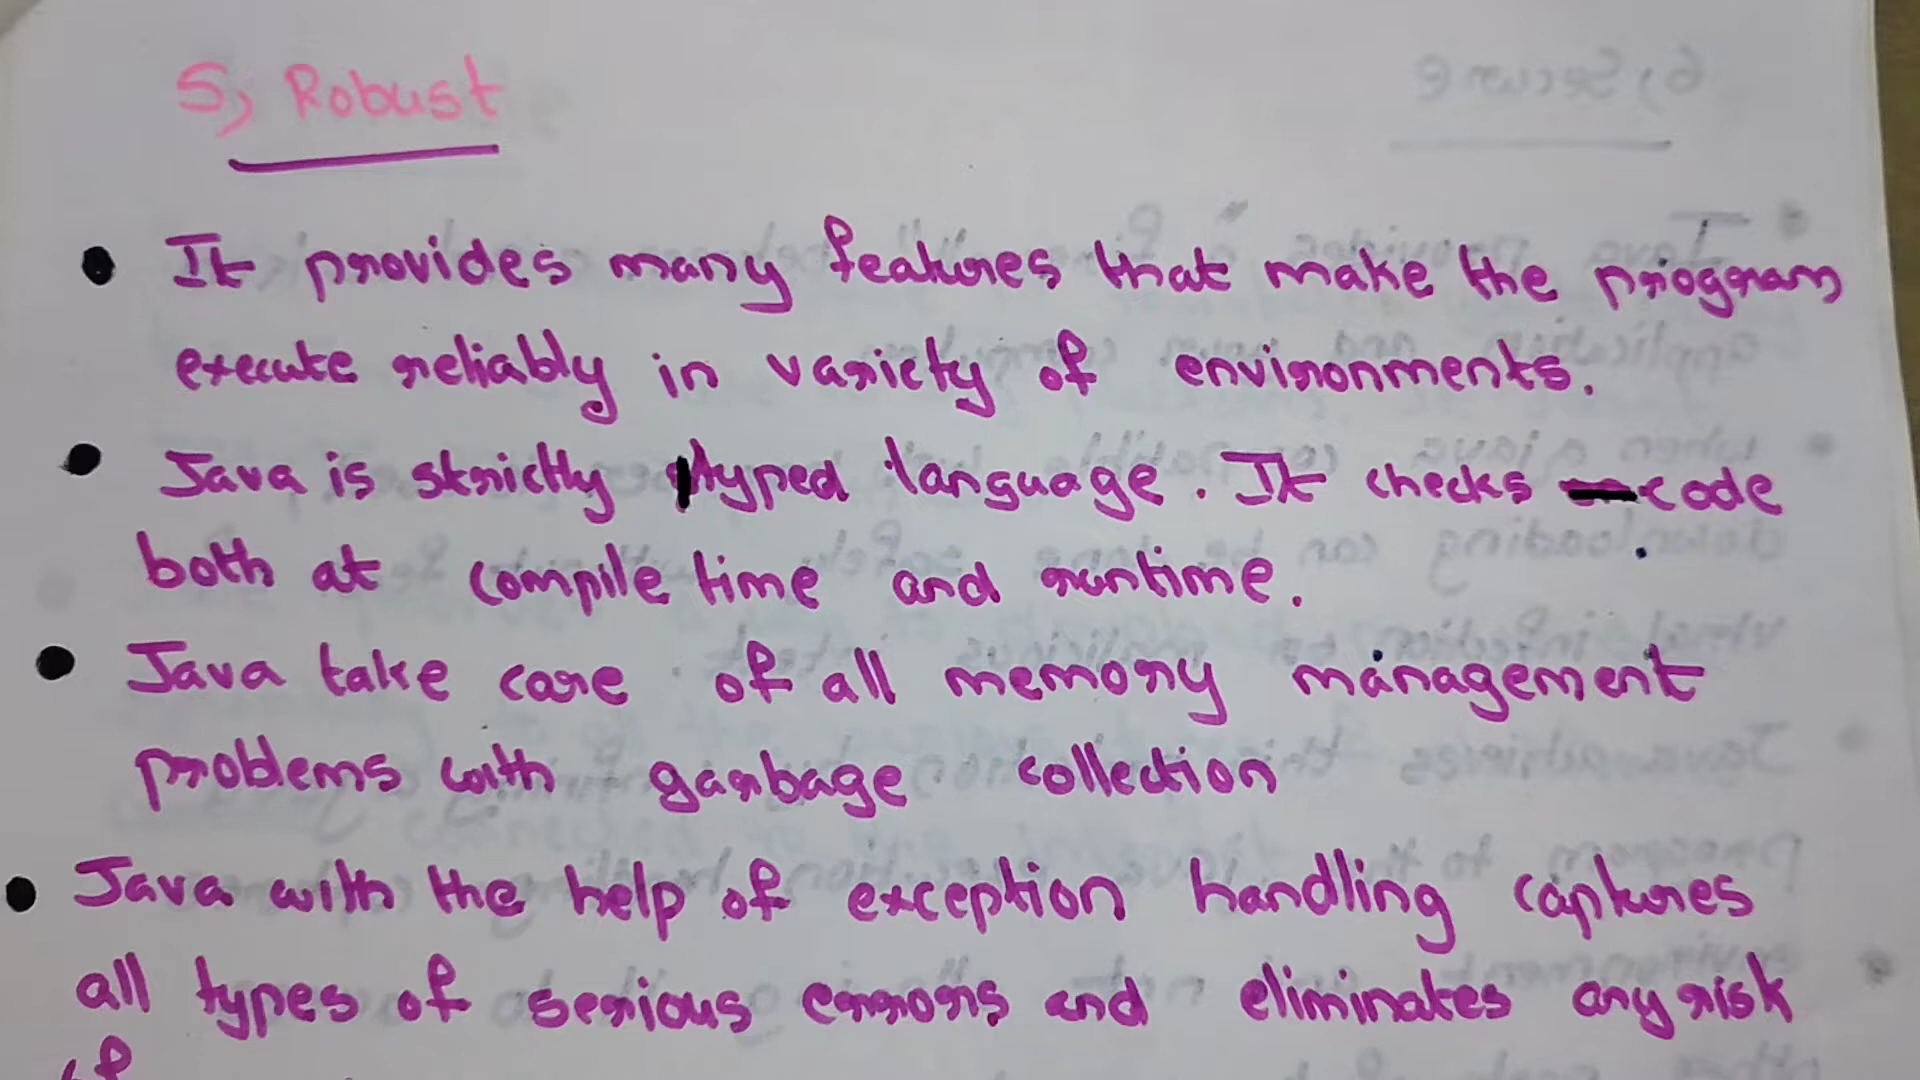 5, Robust
It provides many features that make the program
execute reliably in variety of environments.
Java is strictly typed language. It checks code
both at compile time and runtime.
Java take care of all memory management
problems with garbage collection
Java with the help of exception handling captures
all types of serious errors and eliminates any risk
of